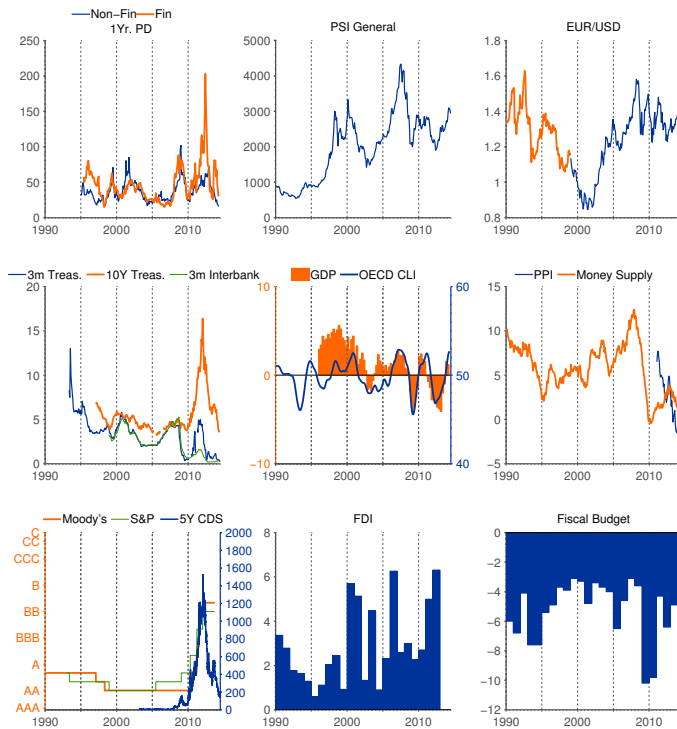 Non−Fin Fin
1Yr. PD
250
200
150
100
50
0
1990 2000 2010
PSI General
5000
4000
3000
2000
1000
0
1990 2000 2010
EUR/USD
1.8
1.6
1.4
1.2
1
0.8
1990 2000 2010
3m Treas. 10Y Treas. 3m Interbank
20
15
10
5
0
1990 2000 2010
GDP OECD CLI
10 60
0 50
−10 40
1990 2000 2010
PPI Money Supply
15
10
5
0
−5
1990 2000 2010
Moody's S&P 5Y CDS
C
CC
CCC
B
BB
BBB
A
AA
AAA
2000
1800
1600
1400
1200
1000
800
600
400
200
0
1990 2000 2010
FDI
8
6
4
2
0
1990 2000 2010
Fiscal Budget
0
−2
−4
−6
−8
−10
−12
1990 2000 2010